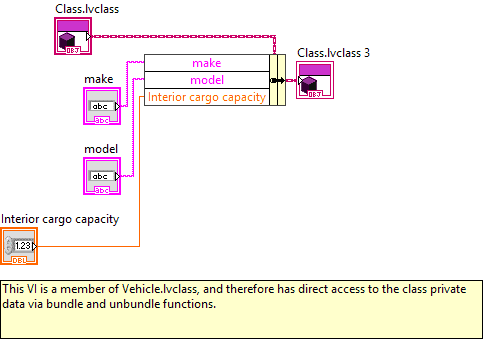 Class.lvclass
OBJ
Class.lvclass 3
OBJ
make
abc
make
model
Interior cargo capacity
model
abc
abc
Interior cargo capacity
1.23
DBL
This VI is a member of Vehicle.lvclass, and therefore has direct access to the class private
data via bundle and unbundle functions.